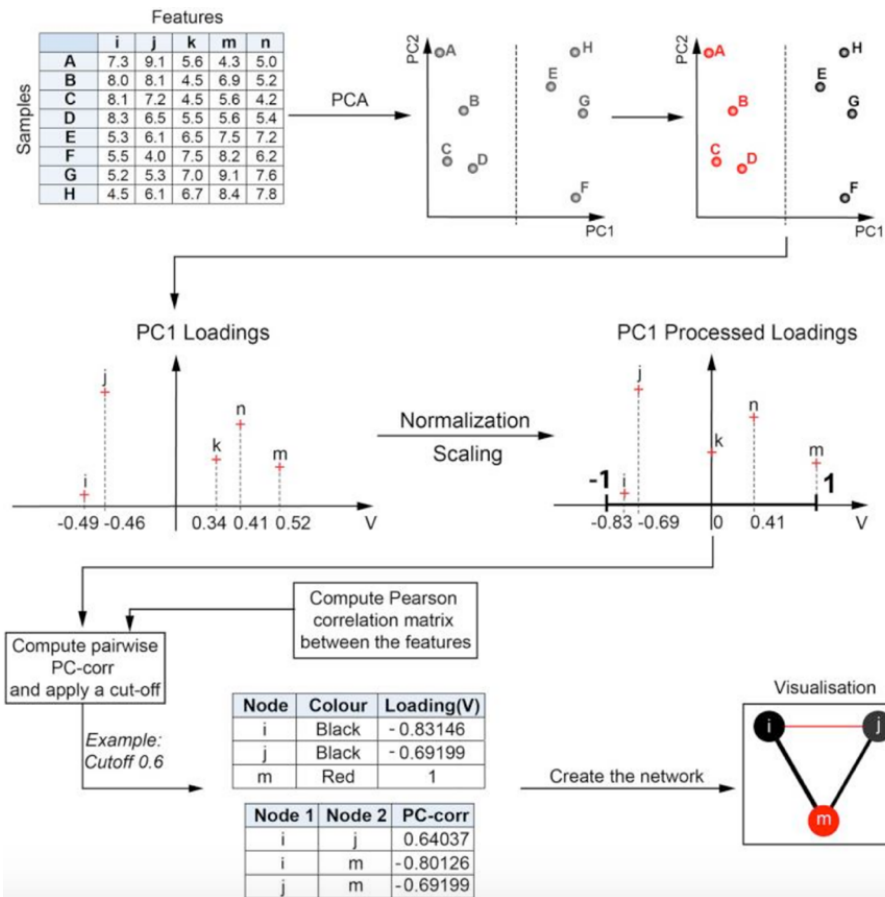 Features
Samples
i j k m n
A 7.3 9.1 5.6 4.3 5.0
B 8.0 8.1 4.5 6.9 5.2
C 8.1 7.2 4.5 5.6 4.2
D 8.3 6.5 5.5 5.6 5.4
E 5.3 6.1 6.5 7.5 7.2
F 5.5 4.0 7.5 8.2 6.2
G 5.2 5.3 7.0 9.1 7.6
H 4.5 6.1 6.7 8.4 7.8
PCA
PC2
A
H
E
B
G
C
D
F
PC1
PC2
A
H
E
B
G
C
D
F
PC1
PC1 Loadings
j
n
k
m
i
-0.49 -0.46 0.34 0.41 0.52 V
Normalization
Scaling
PC1 Processed Loadings
j
n
k
m
i
-1 1
-0.83 -0.69 0 0.41 V
Compute Pearson
correlation matrix
between the features
Compute pairwise
PC-corr
and apply a cut-off
Example:
Cutoff 0.6
Node Colour Loading(V)
i Black - 0.83146
j Black - 0.69199
m Red 1
Node 1 Node 2 PC-corr
i j 0.64037
i m -0.80126
j m -0.69199
Create the network
Visualisation
i j
m